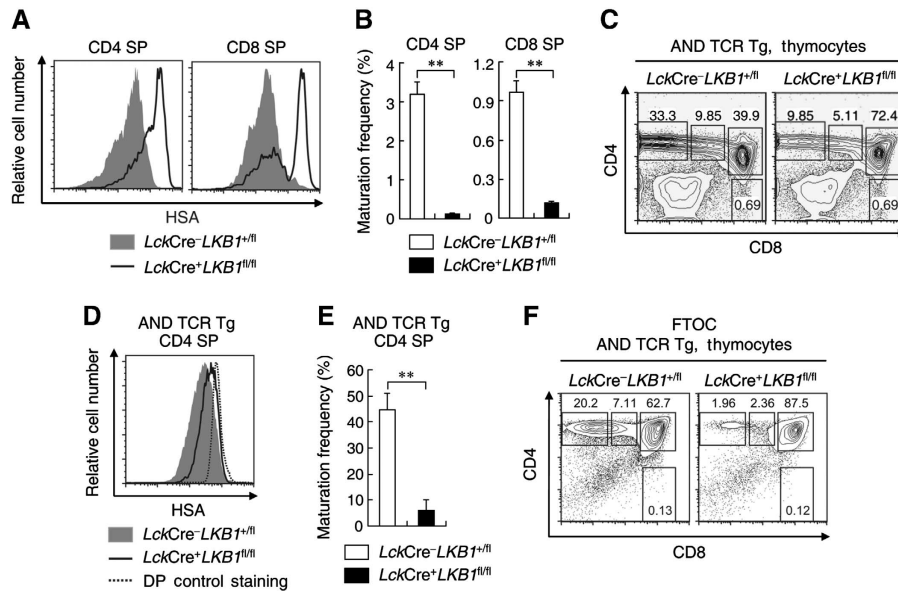 A
CD4 SP
CD8 SP
Relative cell number
HSA
LckCre⁻LKB1⁺/ᶠˡ
LckCre⁺LKB1ᶠˡ/ᶠˡ
B
CD4 SP
CD8 SP
Maturation frequency (%)
4
3
2
1
0
**
1.2
0.9
0.6
0.3
0
**
LckCre⁻LKB1⁺/ᶠˡ
LckCre⁺LKB1ᶠˡ/ᶠˡ
C
AND TCR Tg, thymocytes
LckCre⁻LKB1⁺/ᶠˡ
LckCre⁺LKB1ᶠˡ/ᶠˡ
33.3 9.85 39.9
0.69
9.85 5.11 72.4
0.69
CD4
CD8
D
AND TCR Tg
CD4 SP
Relative cell number
HSA
LckCre⁻LKB1⁺/ᶠˡ
LckCre⁺LKB1ᶠˡ/ᶠˡ
DP control staining
E
AND TCR Tg
CD4 SP
Maturation frequency (%)
60
50
40
30
20
10
0
**
LckCre⁻LKB1⁺/ᶠˡ
LckCre⁺LKB1ᶠˡ/ᶠˡ
F
FTOC
AND TCR Tg, thymocytes
LckCre⁻LKB1⁺/ᶠˡ
LckCre⁺LKB1ᶠˡ/ᶠˡ
20.2 7.11 62.7
0.13
1.96 2.36 87.5
0.12
CD4
CD8